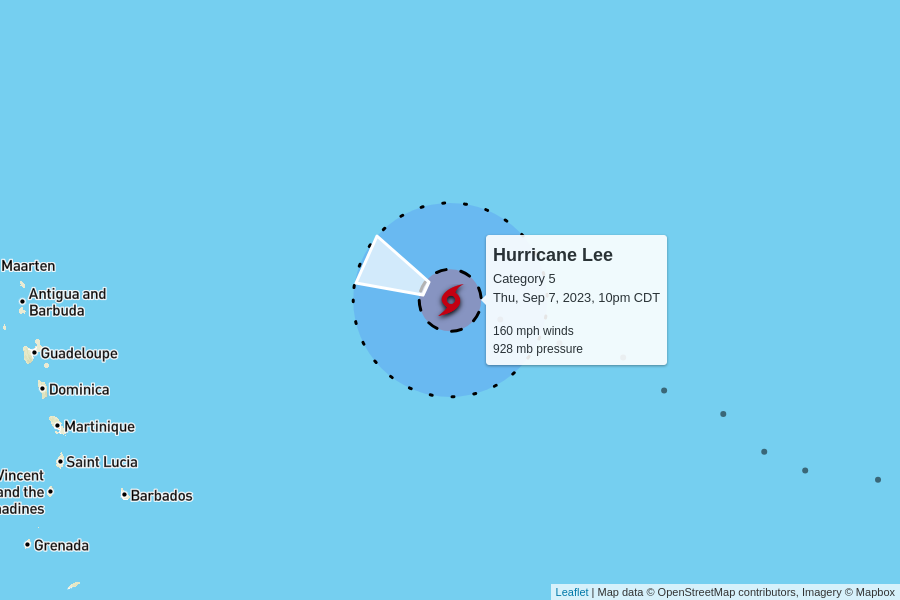 Hurricane Lee
Category 5
Thu, Sep 7, 2023, 10pm CDT
160 mph winds
928 mb pressure
Maarten
Antigua and
Barbuda
Guadeloupe
Dominica
Martinique
Saint Lucia
Vincent
and the
nadines
Barbados
Grenada
Leaflet | Map data © OpenStreetMap contributors, Imagery © Mapbox